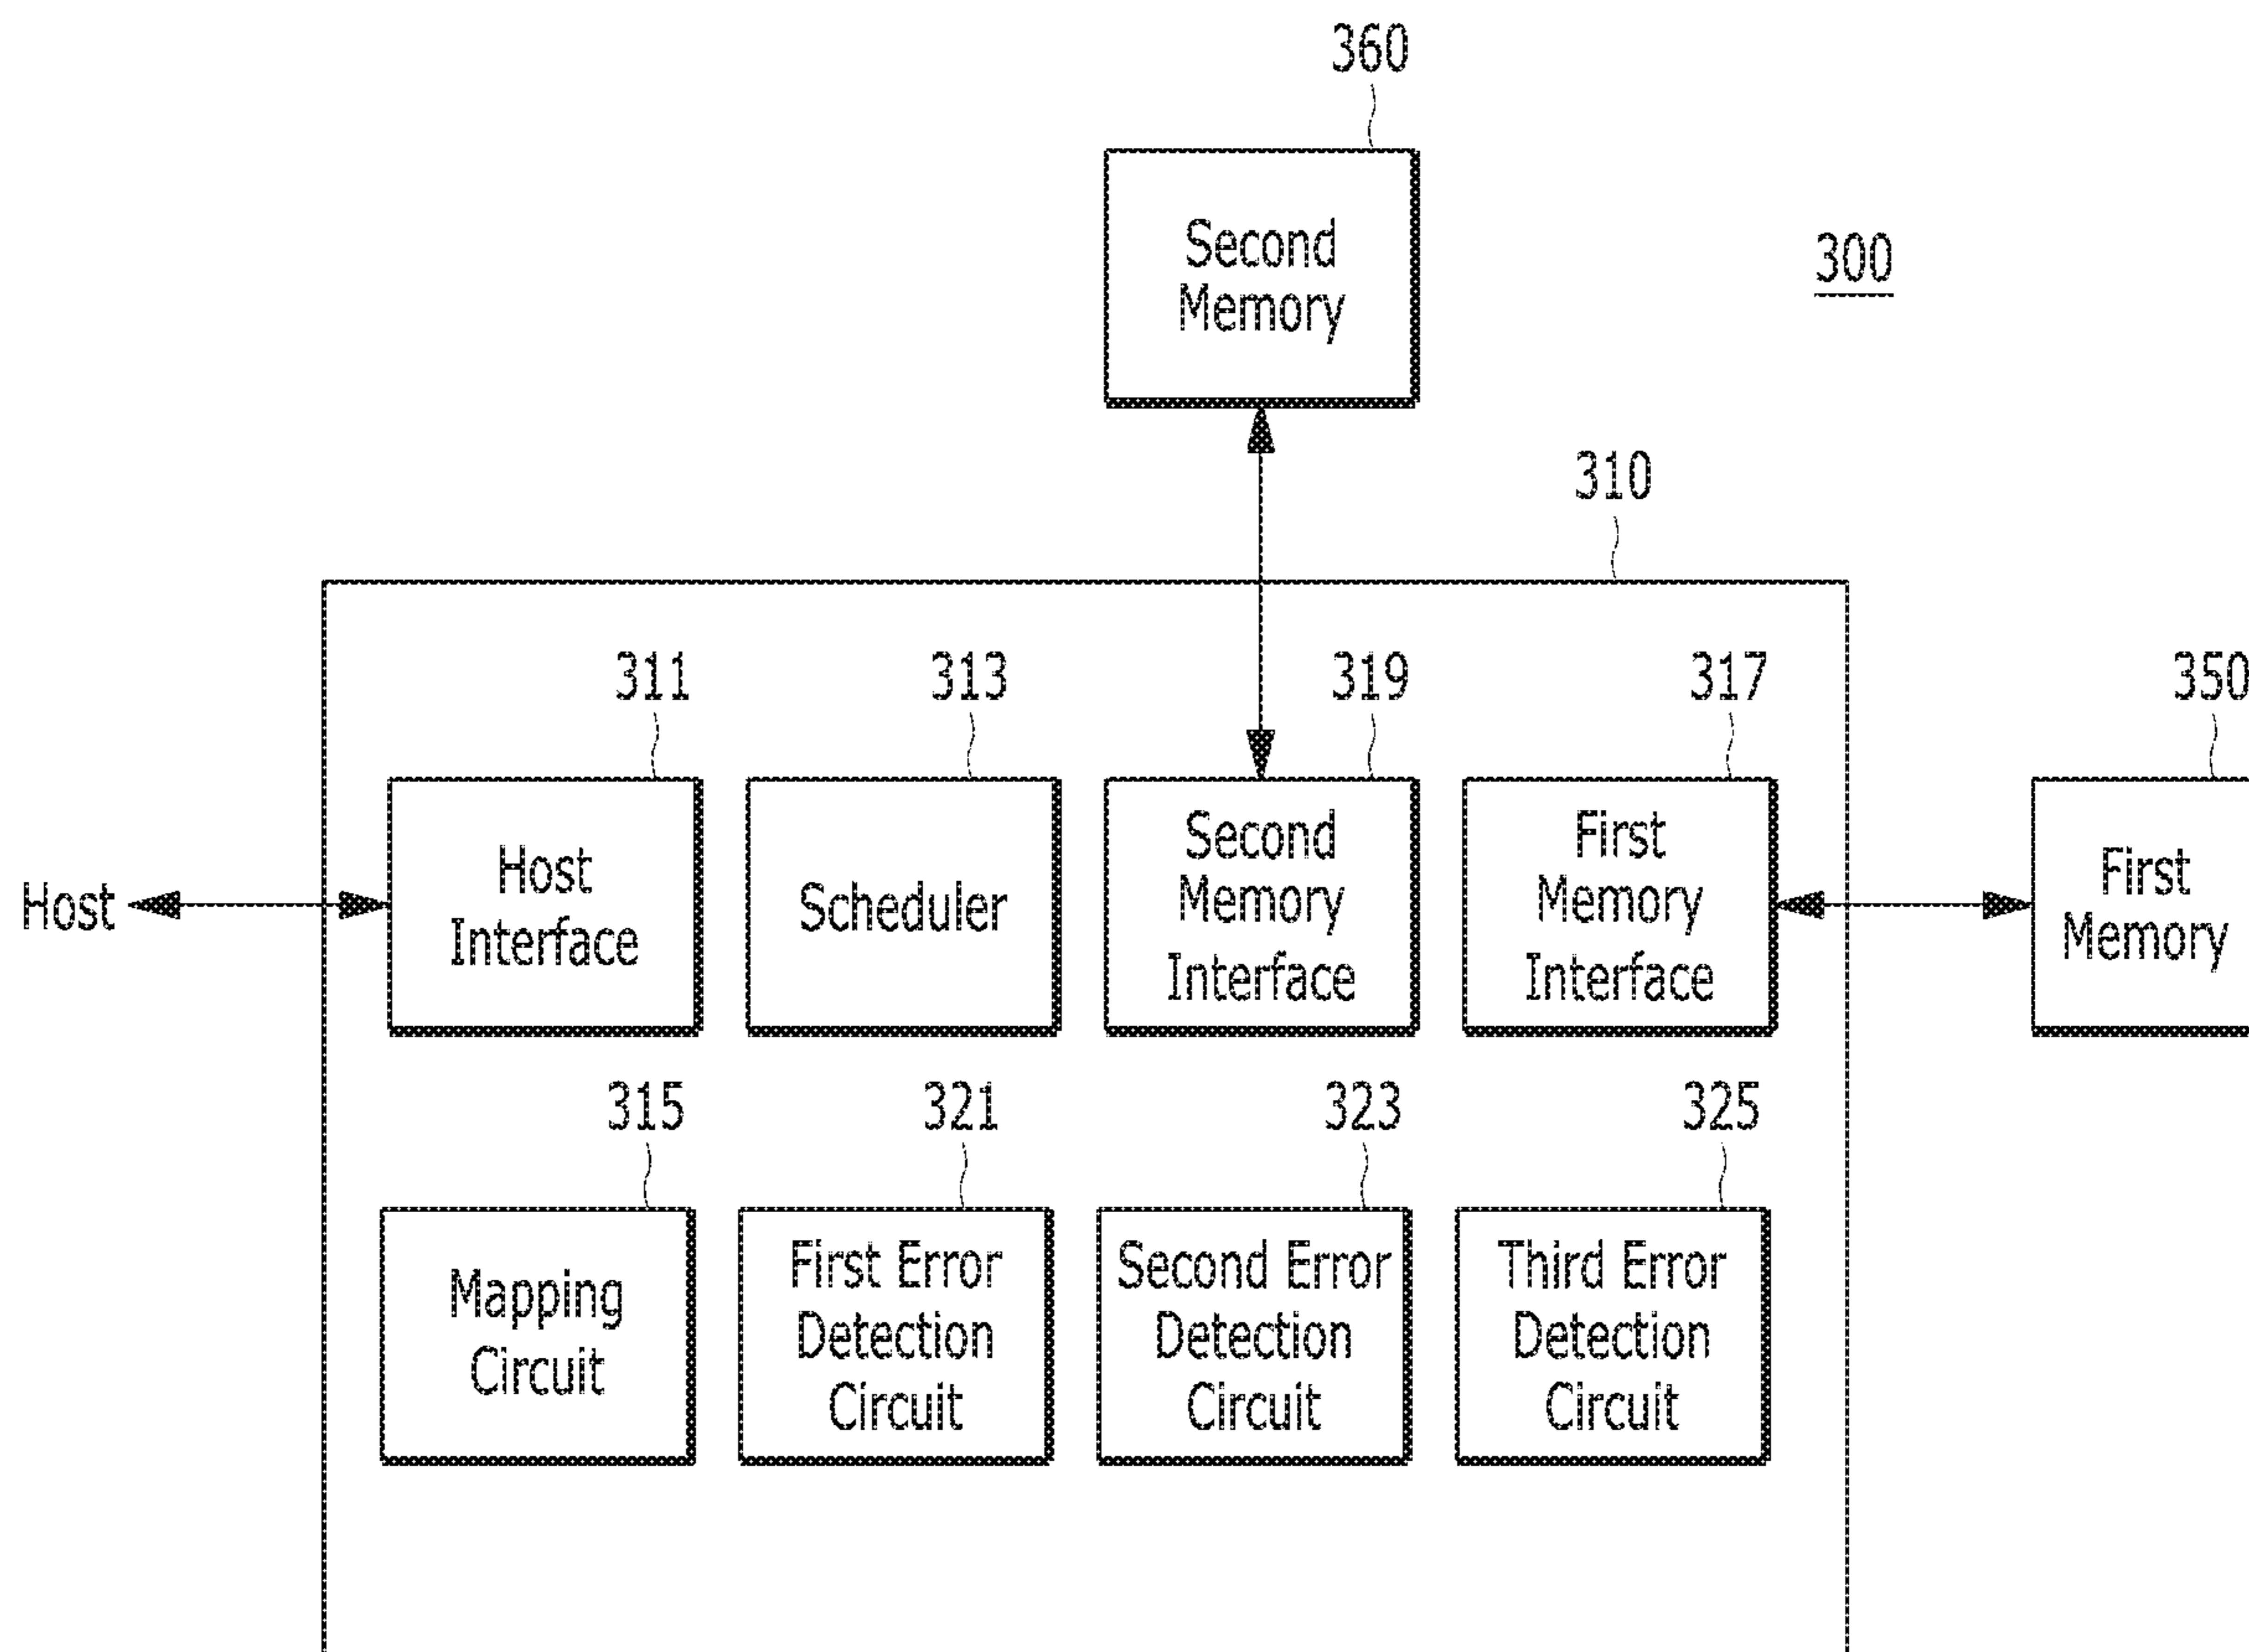 360
Second
Memory
300
310
311
313
319
317
350
Host
Host
Interface
Scheduler
Second
Memory
Interface
First
Memory
Interface
First
Memory
315
321
323
325
Mapping
Circuit
First Error
Detection
Circuit
Second Error
Detection
Circuit
Third Error
Detection
Circuit